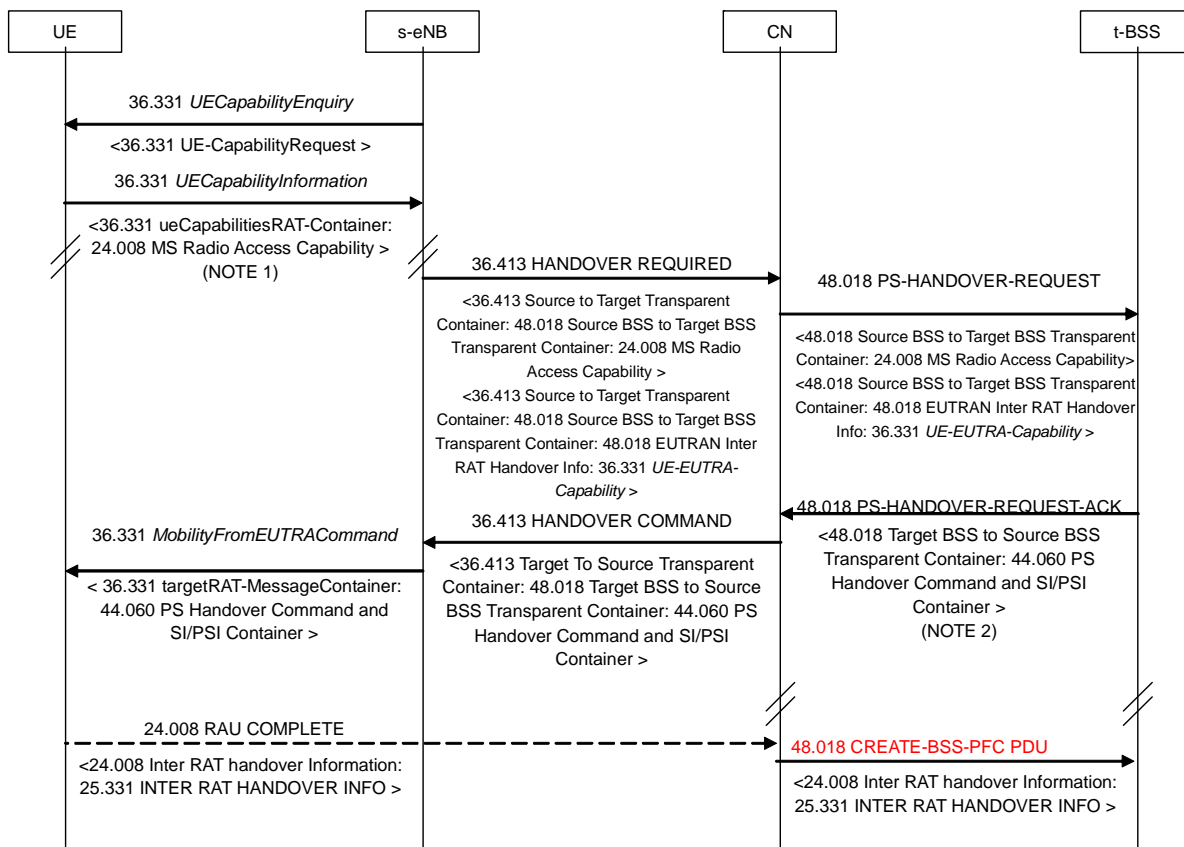 UE
s-eNB
CN
t-BSS
36.331 UECapabilityEnquiry
<36.331 UE-CapabilityRequest >
36.331 UECapabilityInformation
<36.331 ueCapabilitiesRAT-Container:
24.008 MS Radio Access Capability >
(NOTE 1)
36.413 HANDOVER REQUIRED
<36.413 Source to Target Transparent
Container: 48.018 Source BSS to Target BSS
Transparent Container: 24.008 MS Radio
Access Capability >
<36.413 Source to Target Transparent
Container: 48.018 Source BSS to Target BSS
Transparent Container: 48.018 EUTRAN Inter
RAT Handover Info: 36.331 UE-EUTRA-
Capability >
48.018 PS-HANDOVER-REQUEST
<48.018 Source BSS to Target BSS Transparent
Container: 24.008 MS Radio Access Capability>
<48.018 Source BSS to Target BSS Transparent
Container: 48.018 EUTRAN Inter RAT Handover
Info: 36.331 UE-EUTRA-Capability >
48.018 PS-HANDOVER-REQUEST-ACK
<48.018 Target BSS to Source BSS
Transparent Container: 44.060 PS
Handover Command and SI/PSI
Container >
(NOTE 2)
36.413 HANDOVER COMMAND
<36.413 Target To Source Transparent
Container: 48.018 Target BSS to Source
BSS Transparent Container: 44.060 PS
Handover Command and SI/PSI
Container >
36.331 MobilityFromEUTRACommand
< 36.331 targetRAT-MessageContainer:
44.060 PS Handover Command and
SI/PSI Container >
24.008 RAU COMPLETE
<24.008 Inter RAT handover Information:
25.331 INTER RAT HANDOVER INFO >
48.018 CREATE-BSS-PFC PDU
<24.008 Inter RAT handover Information:
25.331 INTER RAT HANDOVER INFO >